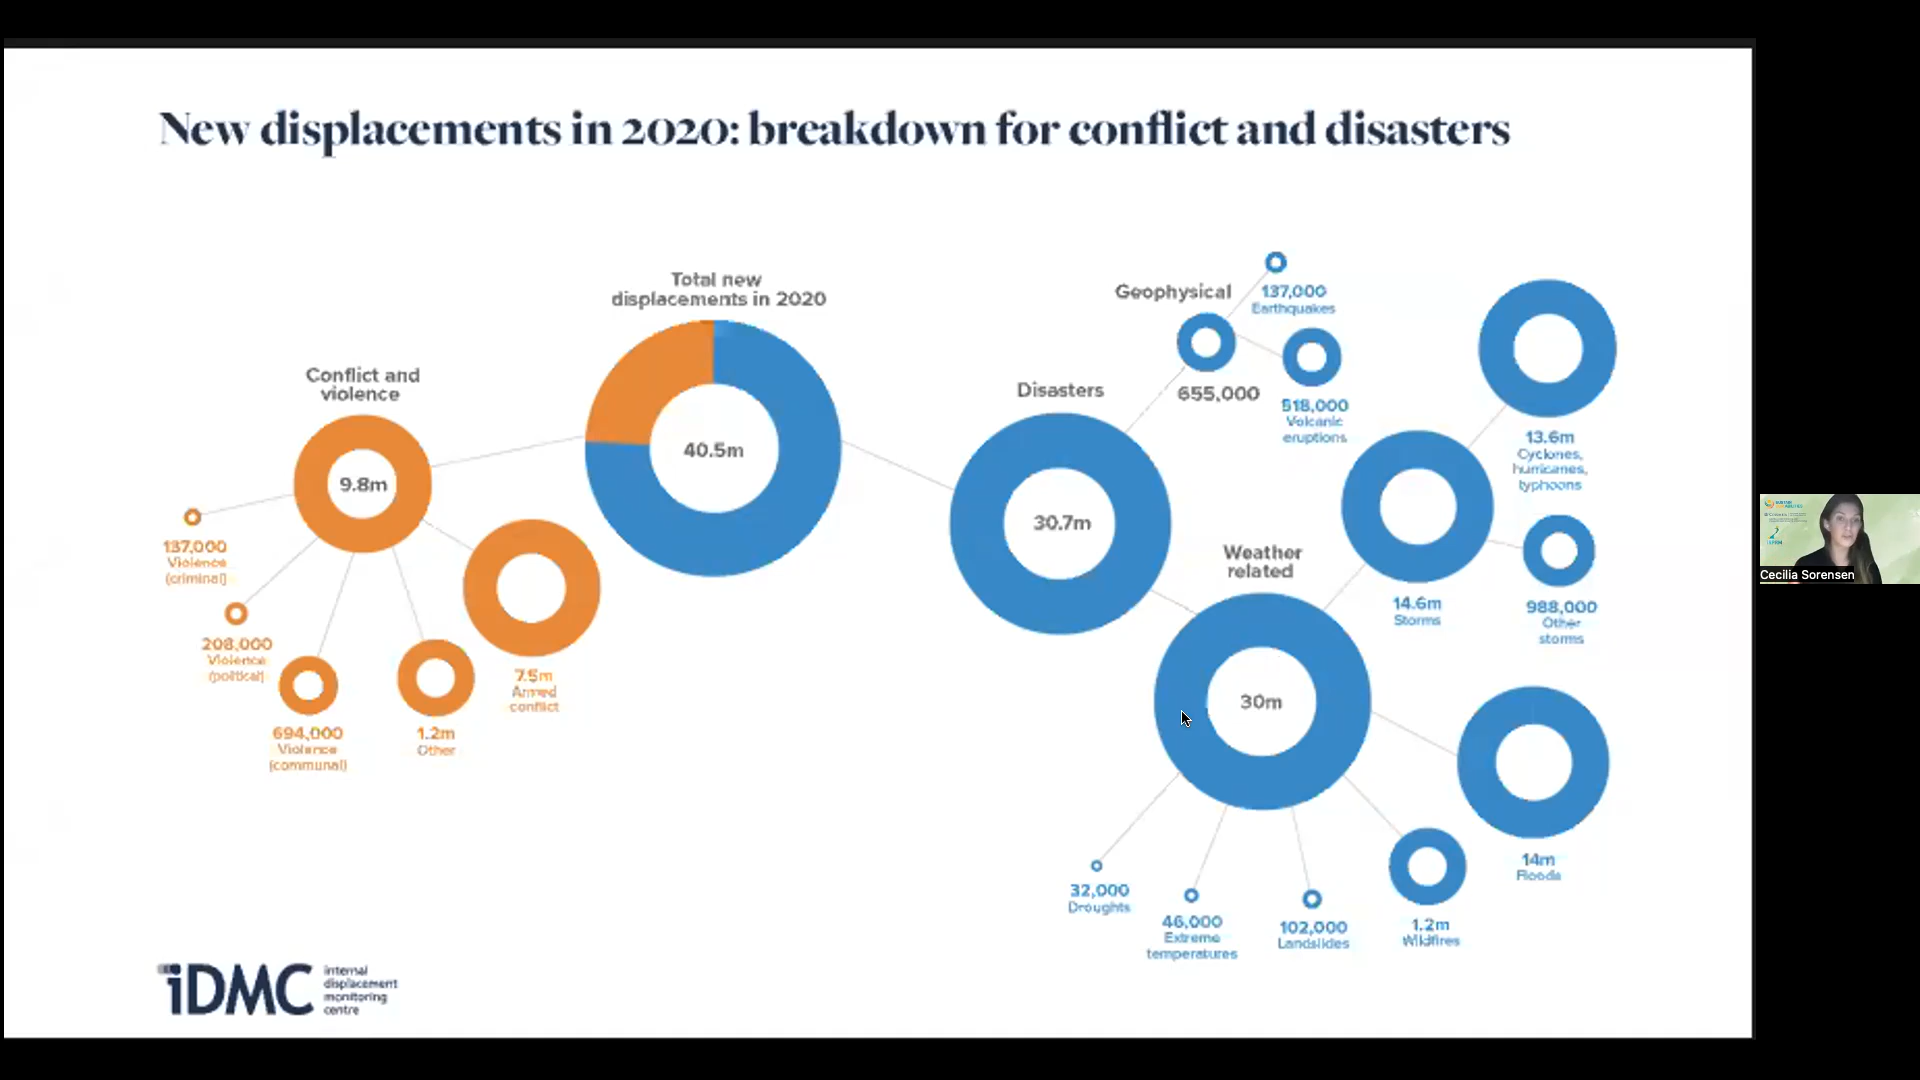 New displacements in 2020: breakdown for conflict and disasters
Total new
displacements in 2020
40.5m
Conflict and
violence
9.8m
137,000
Violence
(criminal)
208,000
Violence
(political)
694,000
Violence
(communal)
1.2m
Other
7.5m
Armed
conflict
Disasters
30.7m
Geophysical
655,000
137,000
Earthquakes
518,000
Volcanic
eruptions
Weather
related
30m
14.6m
Storms
13.6m
Cyclones,
hurricanes,
typhoons
988,000
Other
storms
14m
Floods
1.2m
Wildfires
102,000
Landslides
46,000
Extreme
temperatures
32,000
Droughts
iDMC
internal
displacement
monitoring
centre
Cecilia Sorensen